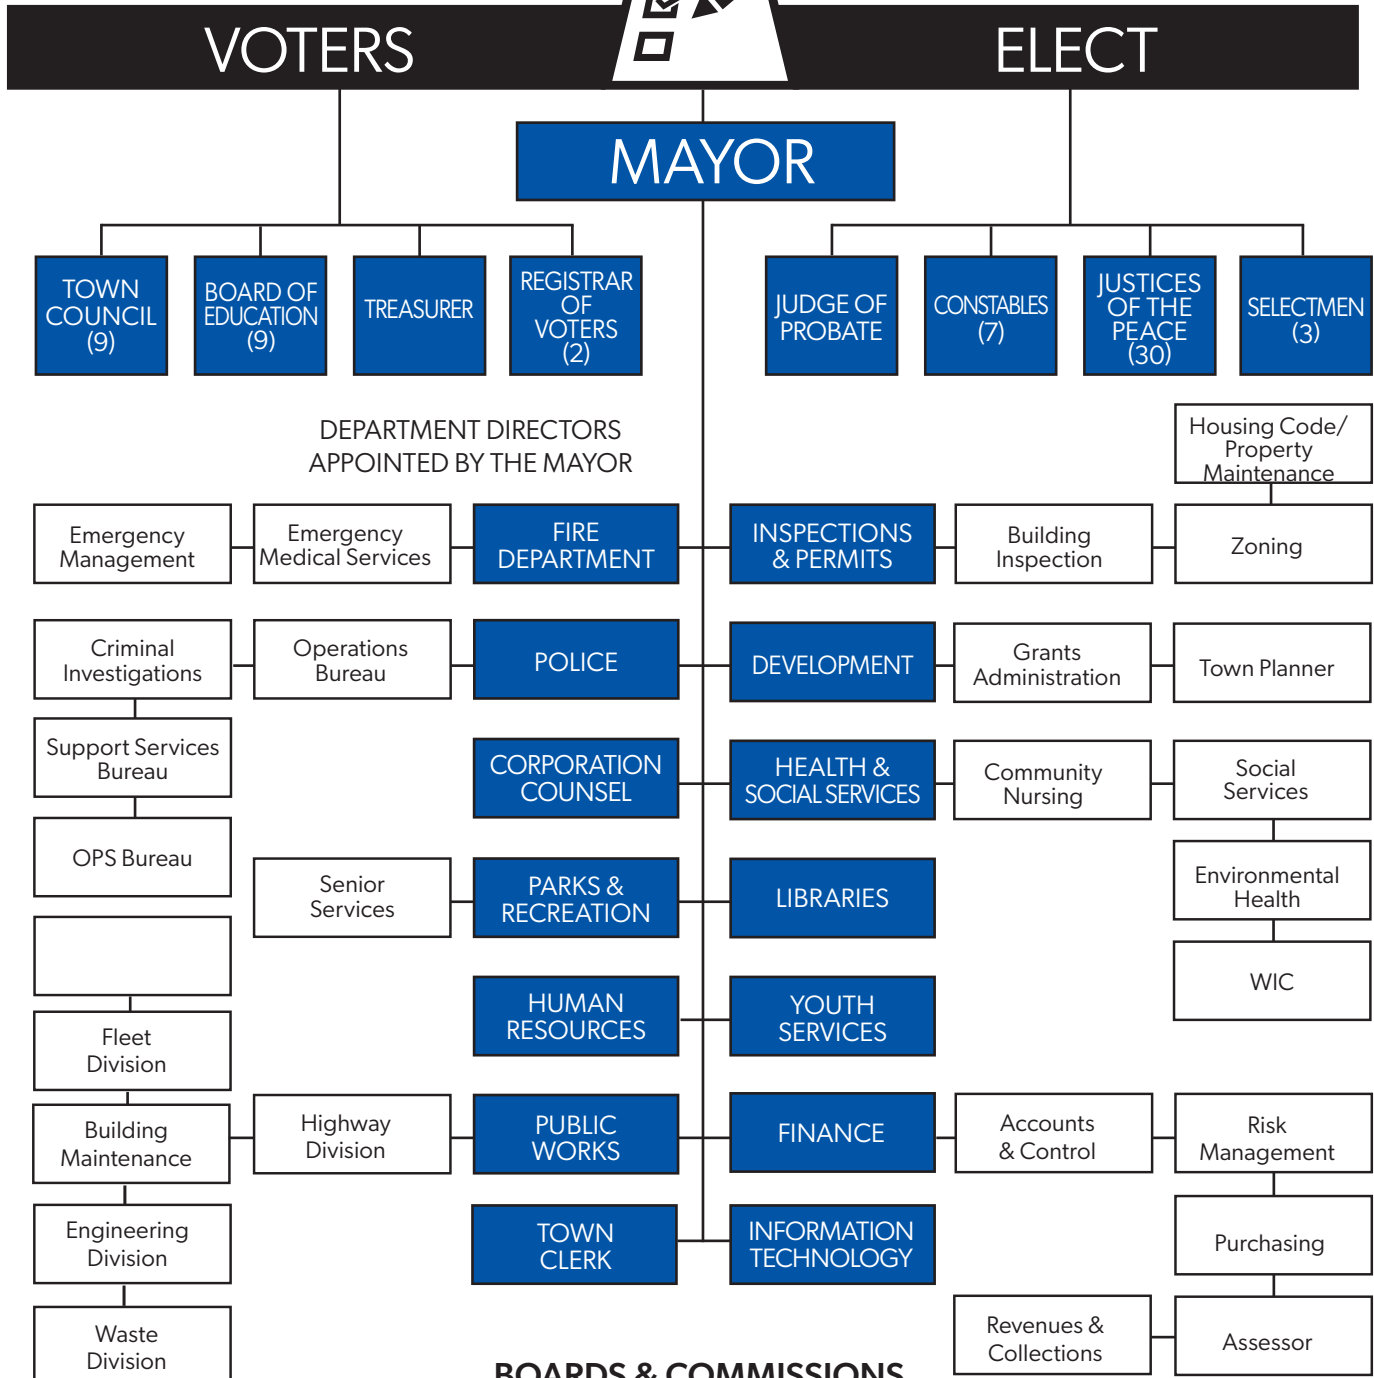 VOTERS
ELECT
MAYOR
TOWN
COUNCIL
(9)
BOARD OF
EDUCATION
(9)
TREASURER
REGISTRAR
OF
VOTERS
(2)
JUDGE OF
PROBATE
CONSTABLES
(7)
JUSTICES
OF THE
PEACE
(30)
SELECTMEN
(3)
DEPARTMENT DIRECTORS
APPOINTED BY THE MAYOR
Housing Code/
Property
Maintenance
Emergency
Management
Emergency
Medical Services
FIRE
DEPARTMENT
INSPECTIONS
& PERMITS
Building
Inspection
Zoning
Criminal
Investigations
Operations
Bureau
POLICE
DEVELOPMENT
Grants
Administration
Town Planner
Support Services
Bureau
CORPORATION
COUNSEL
HEALTH &
SOCIAL SERVICES
Community
Nursing
Social
Services
OPS Bureau
Senior
Services
PARKS &
RECREATION
LIBRARIES
Environmental
Health
WIC
HUMAN
RESOURCES
YOUTH
SERVICES
Fleet
Division
Building
Maintenance
Highway
Division
PUBLIC
WORKS
FINANCE
Accounts
& Control
Risk
Management
Engineering
Division
TOWN
CLERK
INFORMATION
TECHNOLOGY
Purchasing
Waste
Division
Revenues &
Collections
Assessor
BOARDS & COMMISSIONS